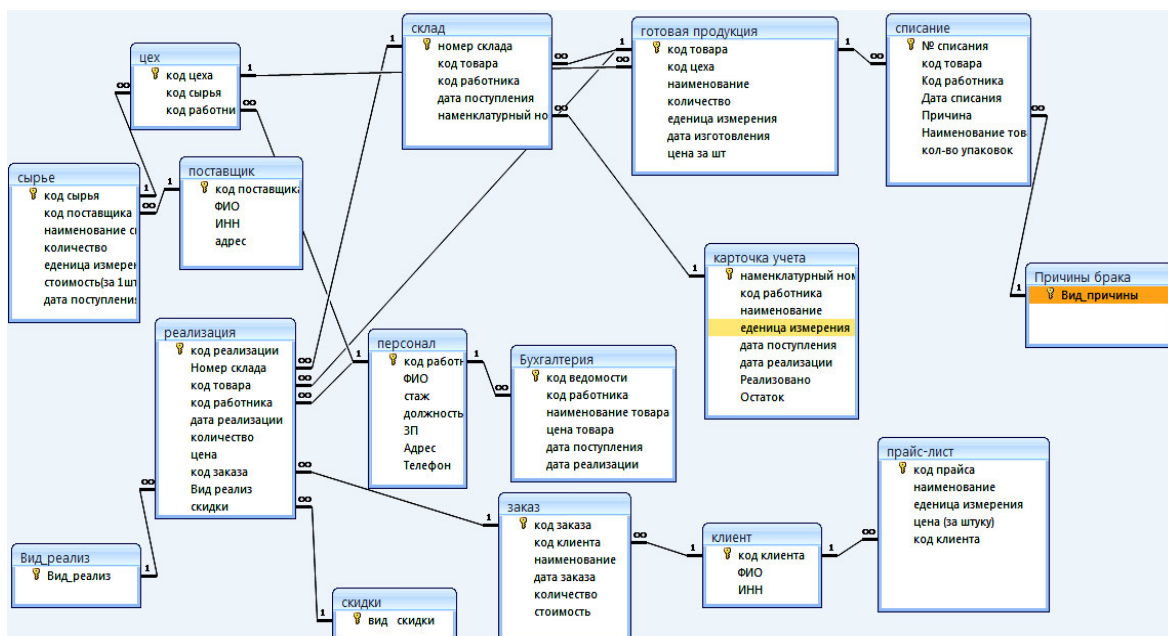 цех
код цеха
код сырья
код работни
склад
номер склада
код товара
код работника
дата поступления
наменклатурный но
готовая продукция
код товара
код цеха
наименование
количество
еденица измерения
дата изготовления
цена за шт
списание
№ списания
код товара
Код работника
Дата списания
Причина
Наименование тов
кол-во упаковок
сырье
код сырья
код поставщика
наименование с
количество
еденица измере
стоимость(за 1шт
дата поступлени
поставщик
код поставщика
ФИО
ИНН
адрес
карточка учета
наменклатурный но
код работника
наименование
еденица измерения
дата поступления
дата реализации
Реализовано
Остаток
Причины брака
Вид_причины
реализация
код реализации
Номер склада
код товара
код работника
дата реализации
количество
цена
код заказа
Вид реализ
скидки
персонал
код работ
ФИО
стаж
должность
ЗП
Адрес
Телефон
Бухгалтерия
код ведомости
код работника
наименование товара
цена товара
дата поступления
дата реализации
прайс-лист
код прайса
наименование
еденица измерения
цена (за штуку)
код клиента
Вид_реализ
Вид_реализ
скидки
вид скидки
заказ
код заказа
код клиента
наименование
дата заказа
количество
стоимость
клиент
код клиента
ФИО
ИНН